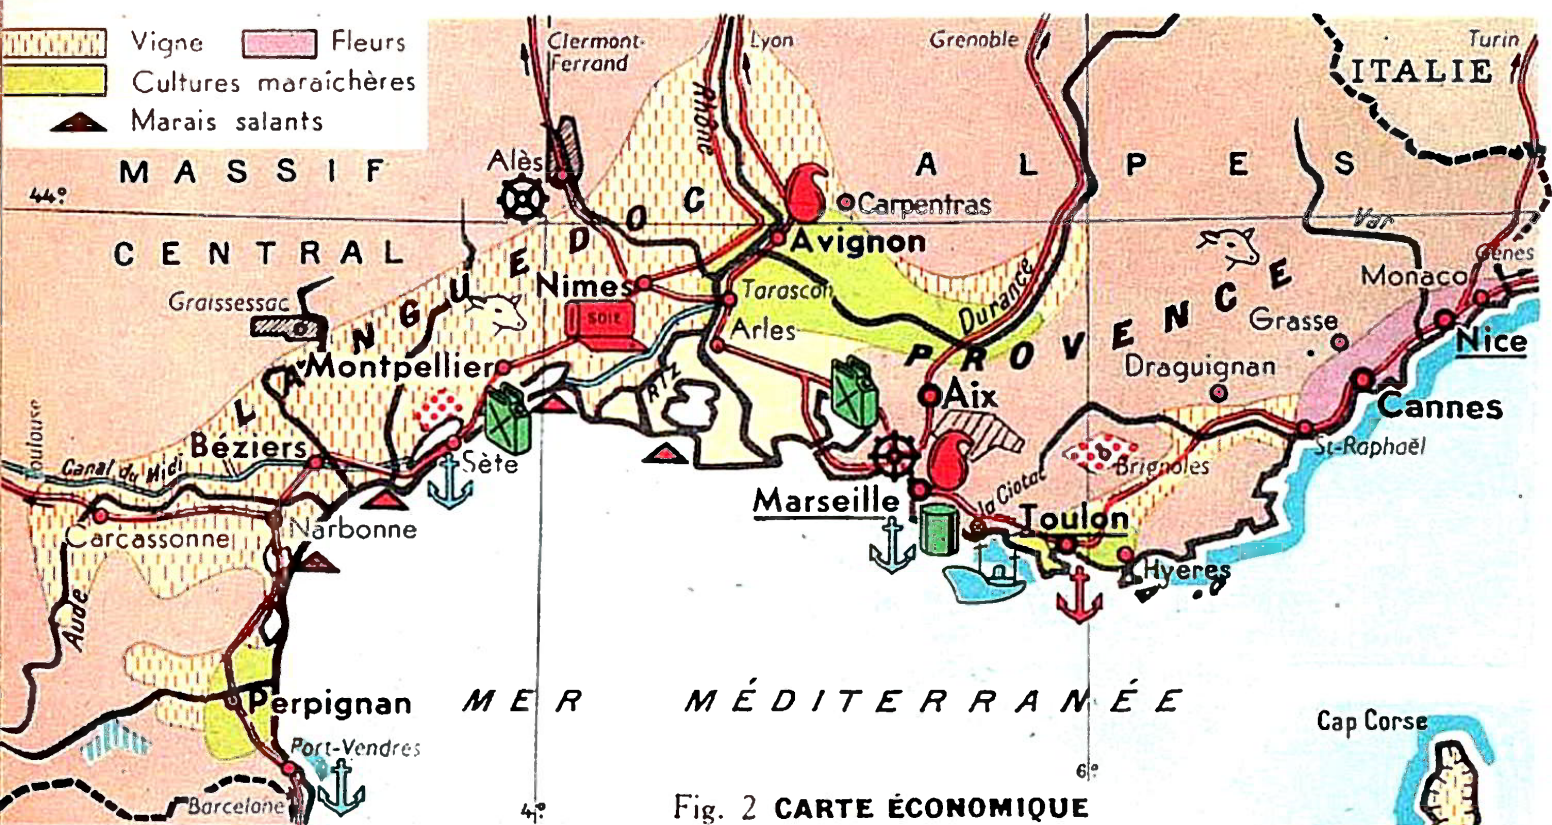 Vigne Fleurs
Cultures maraîchères
Marais salants
Clermont-
Ferrand
Lyon
Grenoble
Turin
ITALIE
Rhône
Alès
MASSIF
ALPES
44°
Carpentras
Avignon
Var
Gênes
CENTRAL
LANGUEDOC
Nimes
Tarascon
Monaco
Graissessac
SOIE
Arles
Durance
PROVENCE
Grasse
Nice
Montpellier
Draguignan
Aix
Cannes
Toulouse
Béziers
Canal du Midi
Sète
Brignoles
St-Raphaël
Marseille
la Ciotat
Toulon
Carcassonne
Narbonne
Hyères
Aude
Perpignan
MER MÉDITERRANÉE
Port-Vendres
Cap Corse
Barcelone
4°
6°
Fig. 2 CARTE ÉCONOMIQUE